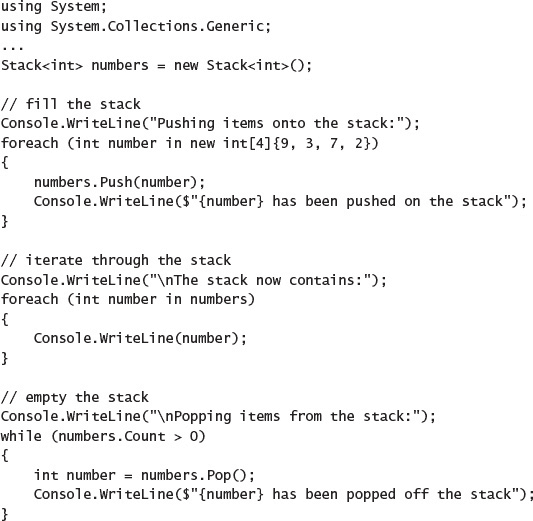 using System;
using System.Collections.Generic;
...
Stack<int> numbers = new Stack<int>();

// fill the stack
Console.WriteLine("Pushing items onto the stack:");
foreach (int number in new int[4]{9, 3, 7, 2})
{
    numbers.Push(number);
    Console.WriteLine($"{number} has been pushed on the stack");
}

// iterate through the stack
Console.WriteLine("\nThe stack now contains:");
foreach (int number in numbers)
{
    Console.WriteLine(number);
}

// empty the stack
Console.WriteLine("\nPopping items from the stack:");
while (numbers.Count > 0)
{
    int number = numbers.Pop();
    Console.WriteLine($"{number} has been popped off the stack");
}